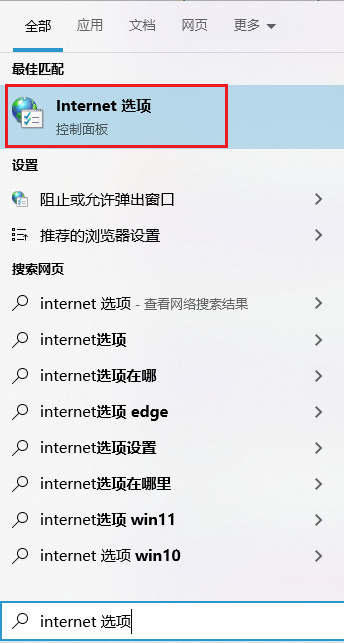 全部 应用 文档 网页 更多
最佳匹配
Internet 选项
控制面板
设置
阻止或允许弹出窗口
推荐的浏览器设置
搜索网页
internet 选项 - 查看网络搜索结果
internet选项
internet选项在哪
internet选项 edge
internet选项设置
internet选项在哪里
internet选项 win11
internet 选项 win10
internet 选项